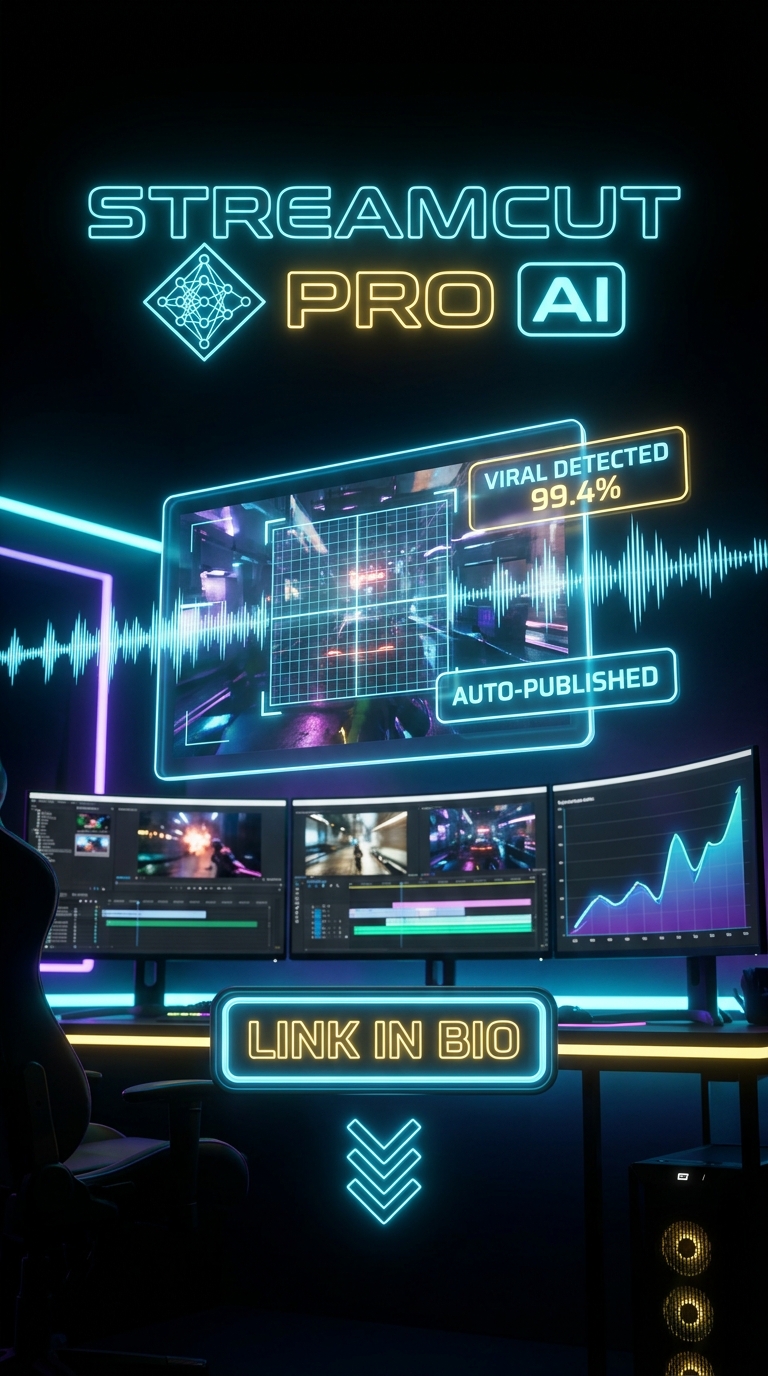 STREAMCUT
PRO AI
VIRAL DETECTED
99.4%
AUTO-PUBLISHED
LINK IN BIO